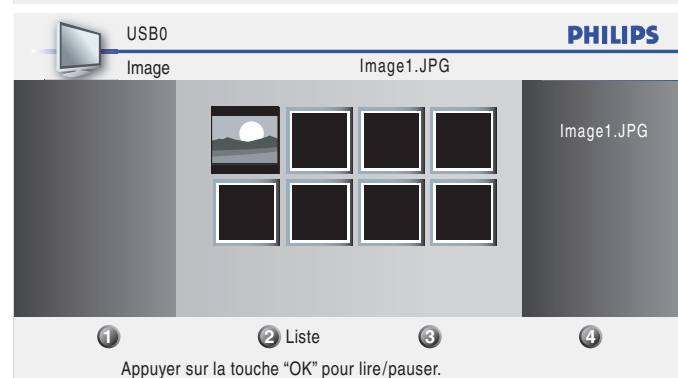 USB0 PHILIPS
Image Image1.JPG
Image1.JPG
1 2 Liste 3 4
Appuyer sur la touche “OK” pour lire/pauser.